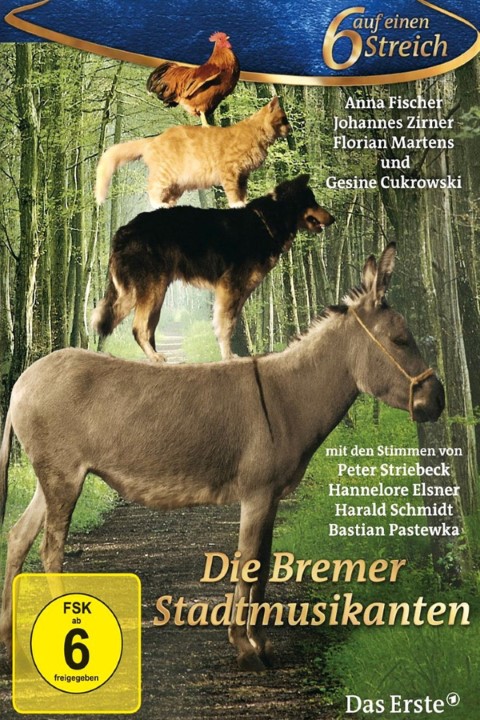 6 auf einen
Streich
Anna Fischer
Johannes Zirner
Florian Martens
und
Gesine Cukrowski
mit den Stimmen von
Peter Striebeck
Hannelore Elsner
Harald Schmidt
Bastian Pastewka
Die Bremer
Stadtmusikanten
FSK
ab
6
freigegeben
Das Erste